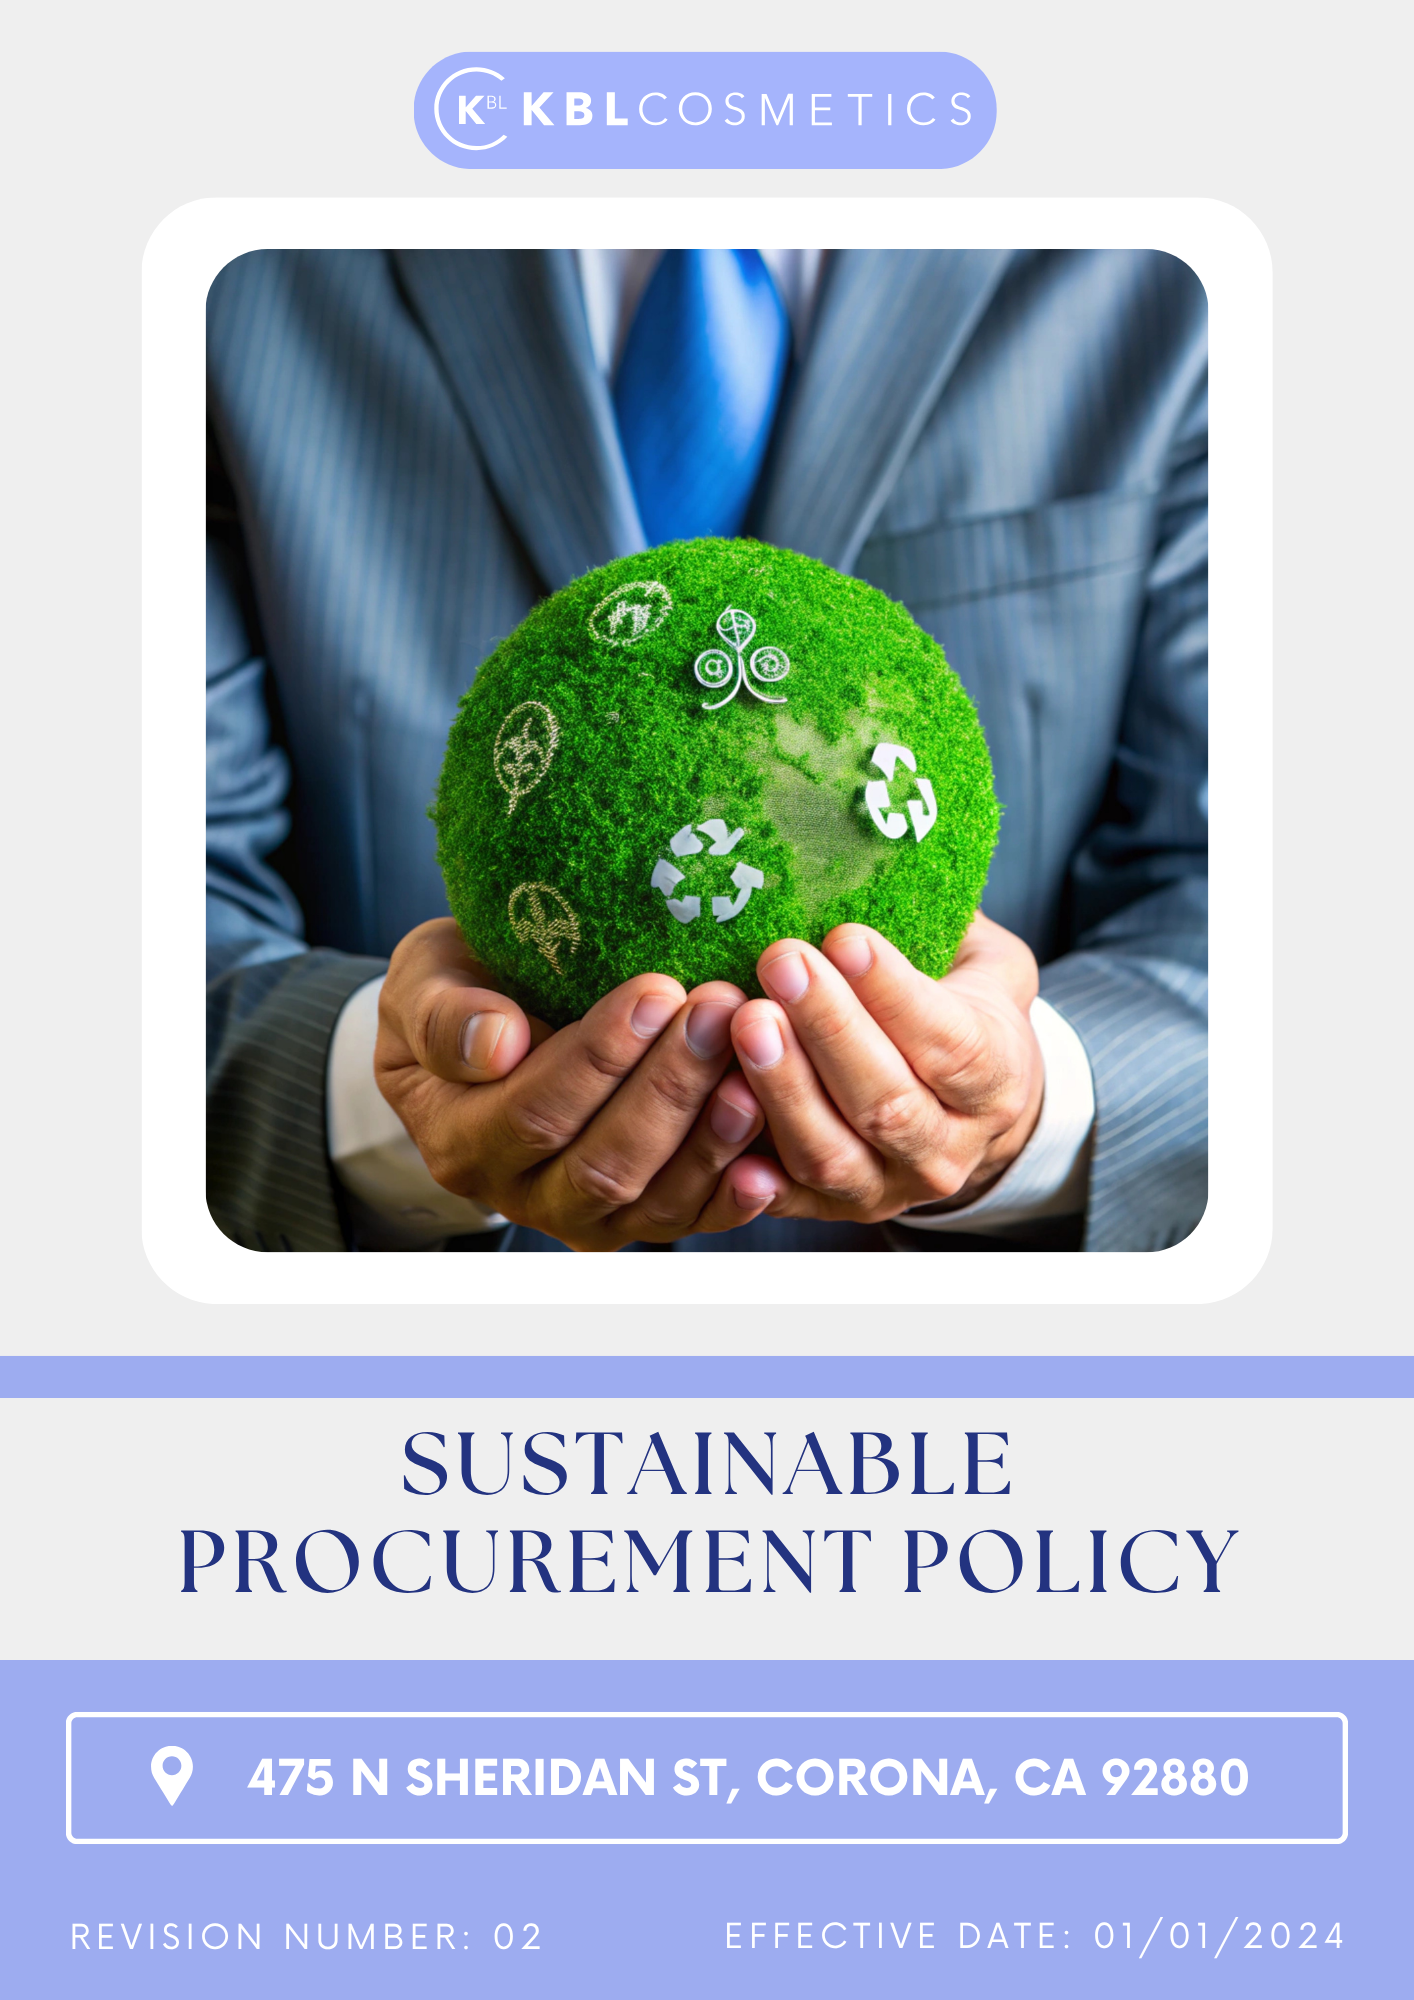 KBL KBLCOSMETICS
SUSTAINABLE
PROCUREMENT POLICY
475 N SHERIDAN ST, CORONA, CA 92880
REVISION NUMBER: 02
EFFECTIVE DATE: 01/01/2024